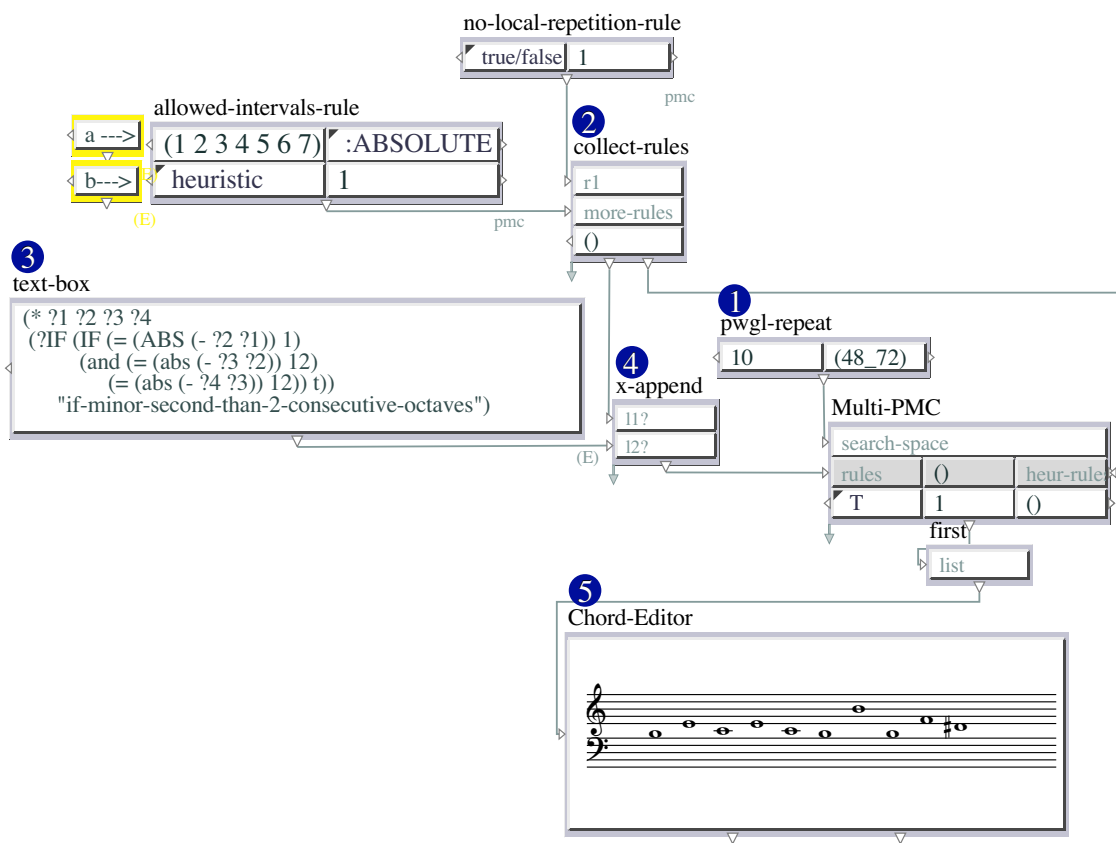 no-local-repetition-rule
true/false 1
pmc
allowed-intervals-rule
a --->
(1 2 3 4 5 6 7) :ABSOLUTE
b--->
heuristic 1
(E)
pmc
2
collect-rules
r1
more-rules
()
3
text-box
(* ?1 ?2 ?3 ?4
(?IF (IF (= (ABS (- ?2 ?1)) 1)
(and (= (abs (- ?3 ?2)) 12)
(= (abs (- ?4 ?3)) 12)) t))
"if-minor-second-than-2-consecutive-octaves")
(E)
1
pwgl-repeat
10 (48_72)
4
x-append
l1?
l2?
Multi-PMC
search-space
rules () heur-rule
T 1 ()
first
list
5
Chord-Editor